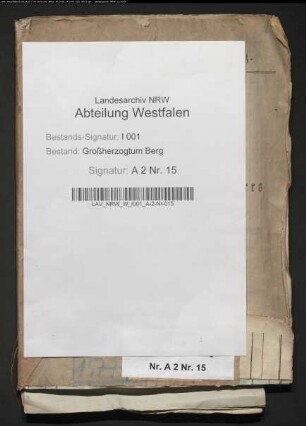 Landesarchiv NRW
Abteilung Westfalen
Bestands-Signatur: I 001
Bestand: Großherzogtum Berg
Signatur: A 2 Nr. 15
LAV_NRW_W_I001_A-2-Nr-015
Nr. A 2 Nr. 15